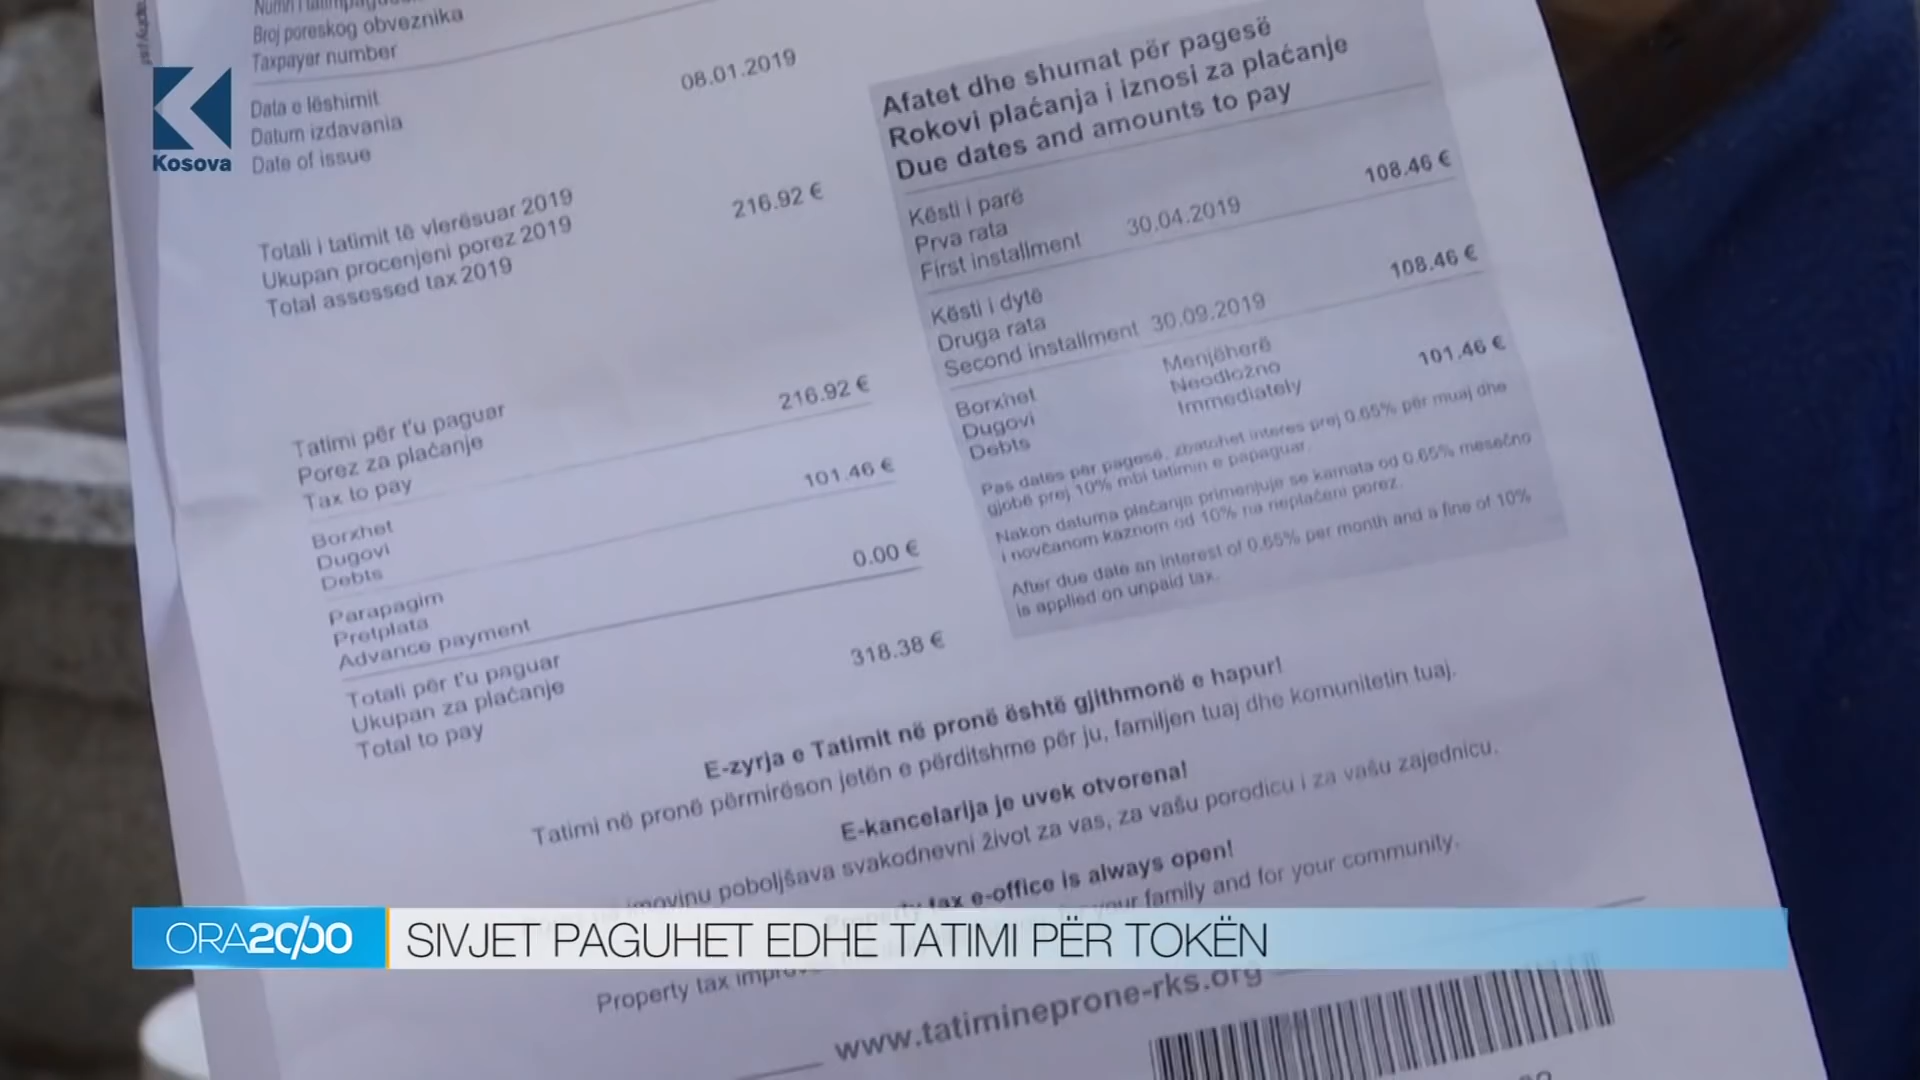 Broj poreskog obveznika
Taxpayer number
Kosova
Data e lëshimit
Datum izdavania
Date of issue
08.01.2019
Totali i tatimit të vlerësuar 2019
Ukupan procenjeni porez 2019
Total assessed tax 2019
216.92 €
Tatimi për t'u paguar
Porez za plaćanje
Tax to pay
216.92 €
Borxhet
Dugovi
Debts
101.46 €
Parapagim
Pretplata
Advance payment
0.00 €
Totali për t'u paguar
Ukupan za plaćanje
Total to pay
318.38 €
Afatet dhe shumat për pagesë
Rokovi plaćanja i iznosi za plaćanje
Due dates and amounts to pay
Kësti i parë
Prva rata
First installment
30.04.2019
108.46 €
Kësti i dytë
Druga rata
Second installment
30.09.2019
108.46 €
Borxhet
Dugovi
Debts
Menjëherë
Neodložno
Immediately
101.46 €
Pas datës për pagesë, zbatohet interes prej 0.65% për muaj dhe
gjobë prej 10% mbi tatimin e papaguar.
Nakon datuma plaćanja primenjuje se kamata od 0.65% mesečno
i novčanom kaznom od 10% na neplaćeni porez.
After due date an interest of 0.65% per month and a fine of 10%
is applied on unpaid tax.
E-zyrja e Tatimit në pronë është gjithmonë e hapur!
Tatimi në pronë përmirëson jetën e përditshme për ju, familjen tuaj dhe komunitetin tuaj.
E-kancelarija je uvek otvorena!
imovinu poboljšava svakodnevni život za vas, za vašu porodicu i za vašu zajednicu.
tax e-office is always open!
your family and for your community.
ORA20:00
SIVJET PAGUHET EDHE TATIMI PËR TOKËN
Property tax
www.tatimineprone-rks.org